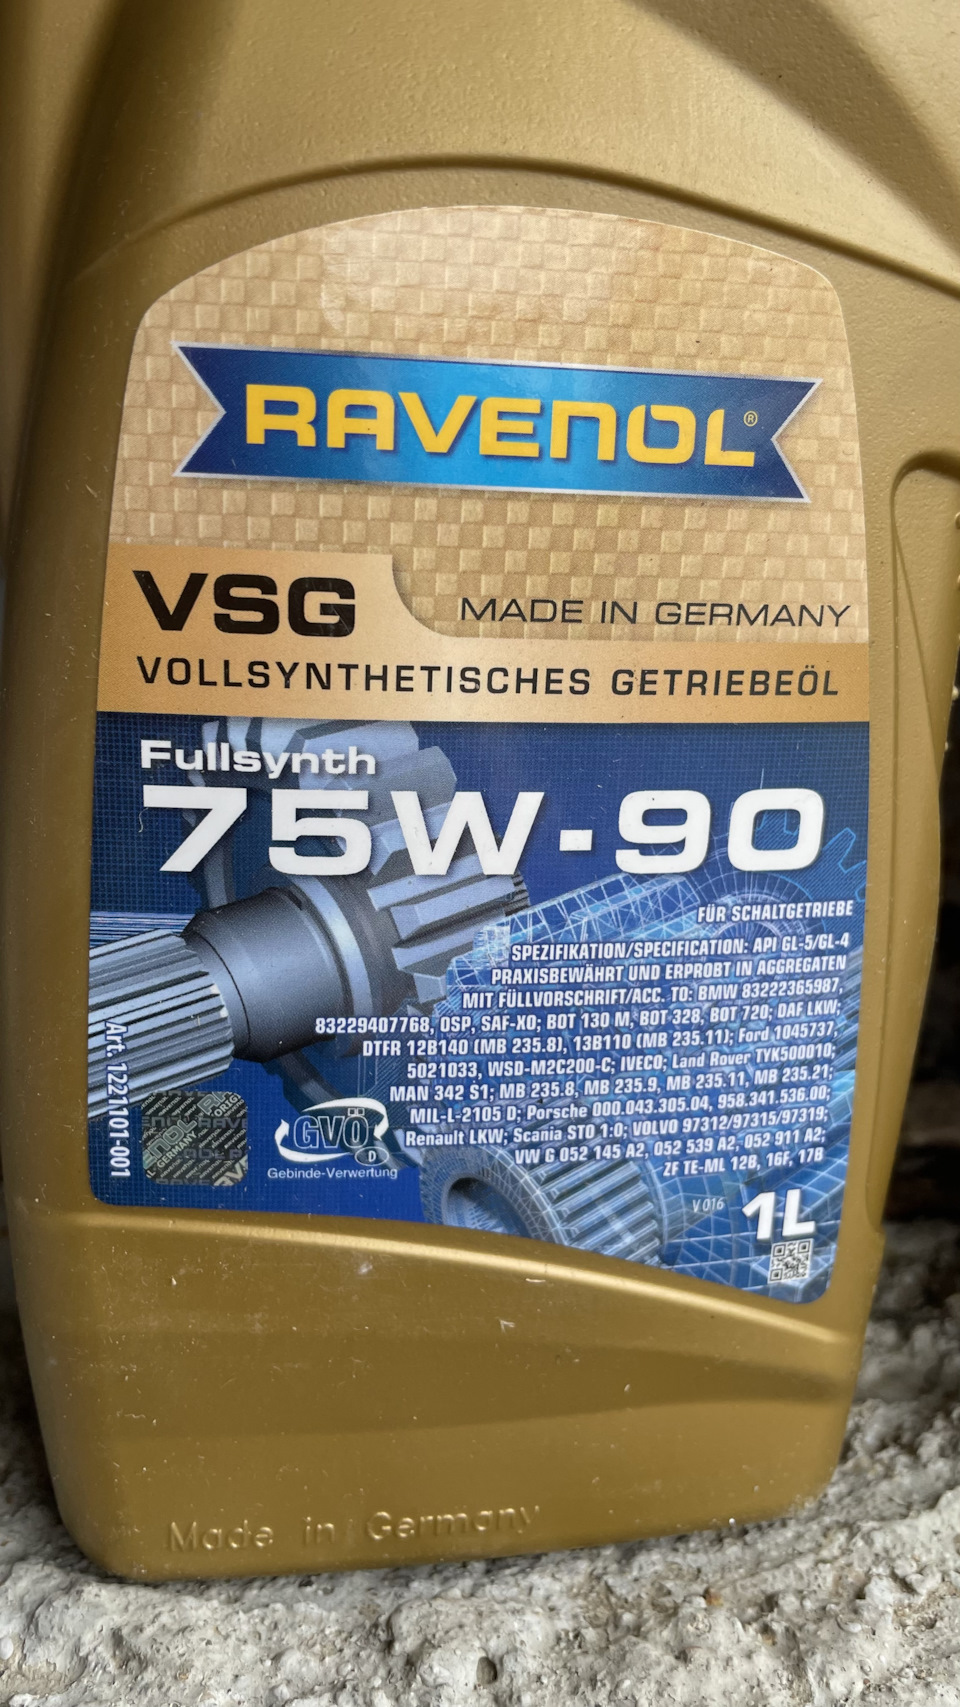 RAVENOL®
VSG
MADE IN GERMANY
VOLLSYNTHETISCHES GETRIEBEÖL
Fullsynth
75W-90
FÜR SCHALTGETRIEBE
SPEZIFIKATION/SPECIFICATION: API GL-5/GL-4
PRAXISBEWÄHRT UND ERPROBT IN AGGREGATEN
MIT FÜLLVORSCHRIFT/ACC. TO: BMW 83222365987,
83229407768, OSP, SAF-XO; BOT 130 M, BOT 328, BOT 720; DAF LKW;
DTFR 12B140 (MB 235.8), 13B110 (MB 235.11); Ford 1045737,
5021033, WSD-M2C200-C; IVECO; Land Rover TYK500010;
MAN 342 S1; MB 235.8, MB 235.9, MB 235.11, MB 235.21;
MIL-L-2105 D; Porsche 000.043.305.04, 958.341.536.00;
Renault LKW; Scania STO 1:0; VOLVO 97312/97315/97319;
VW G 052 145 A2, 052 539 A2, 052 911 A2;
ZF TE-ML 12B, 16F, 17B
Art. 1221101-001
GVÖ
D
Gebinde-Verwertung
V 016
1L
Made in Germany